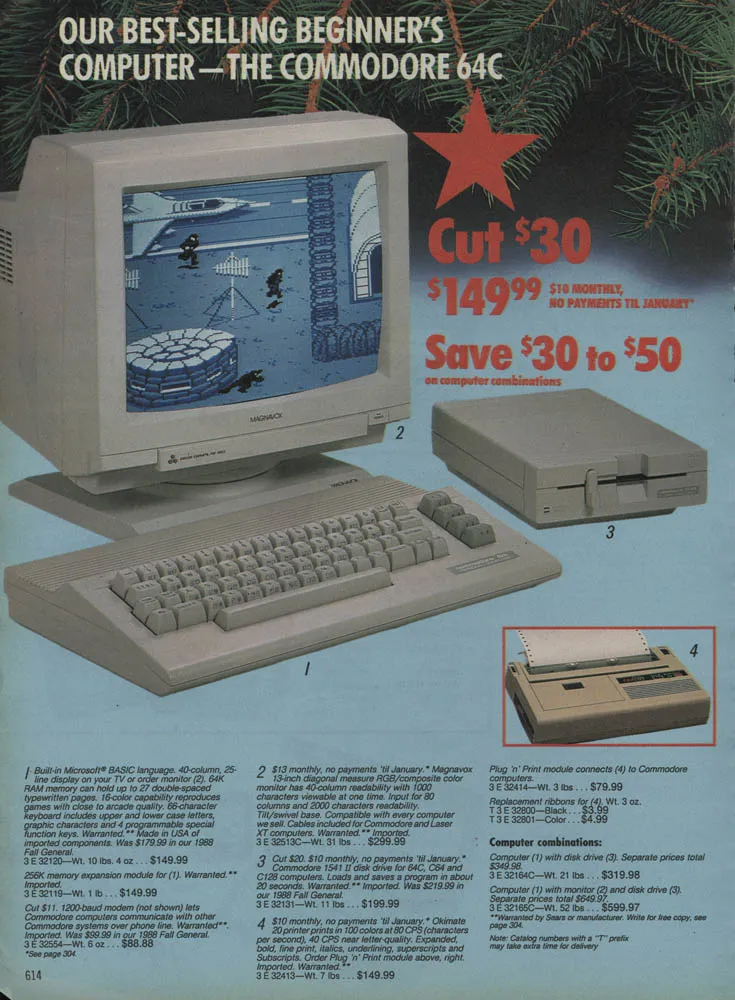 OUR BEST-SELLING BEGINNER'S
COMPUTER—THE COMMODORE 64C
Cut $30
$149⁹⁹ $10 MONTHLY,
NO PAYMENTS TIL JANUARY*
Save $30 to $50
on computer combinations
MAGNAVOX
2
MAGNAVOX
3
1
4
1 Built-in Microsoft® BASIC language. 40-column, 25-
line display on your TV or order monitor (2). 64K
RAM memory can hold up to 27 double-spaced
typewritten pages. 16-color capability reproduces
games with close to arcade quality. 66-character
keyboard includes upper and lower case letters,
graphic characters and 4 programmable special
function keys. Warranted.** Made in USA of
imported components. Was $179.99 in our 1988
Fall General.
3 E 32120—Wt. 10 lbs. 4 oz . . . $149.99
256K memory expansion module for (1). Warranted.**
Imported.
3 E 32119—Wt. 1 lb . . . $149.99
Cut $11. 1200-baud modem (not shown) lets
Commodore computers communicate with other
Commodore systems over phone line. Warranted**.
Imported. Was $99.99 in our 1988 Fall General.
3 E 32554—Wt. 6 oz . . . $88.88
*See page 304.
614
2 $13 monthly, no payments 'til January.* Magnavox
13-inch diagonal measure RGB/composite color
monitor has 40-column readability with 1000
characters viewable at one time. Input for 80
columns and 2000 characters readability.
Tilt/swivel base. Compatible with every computer
we sell. Cables included for Commodore and Laser
XT computers. Warranted.** Imported.
3 E 32513C—Wt. 31 lbs . . . $299.99
3 Cut $20. $10 monthly, no payments 'til January.*
Commodore 1541 II disk drive for 64C, C64 and
C128 computers. Loads and saves a program in about
20 seconds. Warranted.** Imported. Was $219.99 in
our 1988 Fall General.
3 E 32131—Wt. 11 lbs . . . $199.99
4 $10 monthly, no payments 'til January.* Okimate
20 printer prints in 100 colors at 80 CPS (characters
per second), 40 CPS near letter-quality. Expanded,
bold, fine print, italics, underlining, superscripts and
Subscripts. Order Plug 'n' Print module above, right.
Imported. Warranted.**
3 E 32413—Wt. 7 lbs . . . $149.99
Plug 'n' Print module connects (4) to Commodore
computers.
3 E 32414—Wt. 3 lbs . . . $79.99
Replacement ribbons for (4). Wt. 3 oz.
T 3 E 32800—Black . . . $3.99
T 3 E 32801—Color . . . $4.99
Computer combinations:
Computer (1) with disk drive (3). Separate prices total
$349.98.
3 E 32164C—Wt. 21 lbs . . . $319.98
Computer (1) with monitor (2) and disk drive (3).
Separate prices total $649.97.
3 E 32165C—Wt. 52 lbs . . . $599.97
**Warranted by Sears or manufacturer. Write for free copy, see
page 304.
Note: Catalog numbers with a "T" prefix
may take extra time for delivery